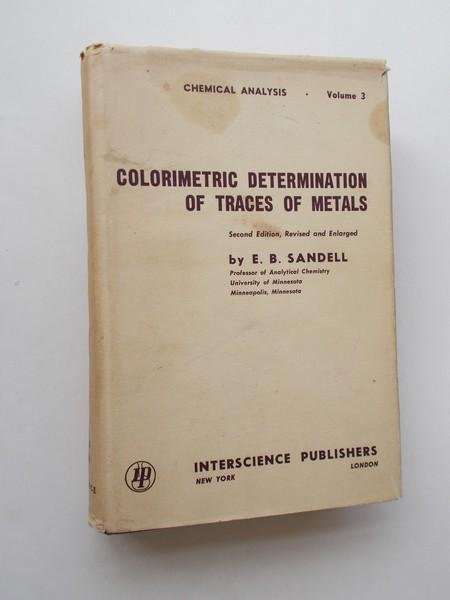 CHEMICAL ANALYSIS · Volume 3
COLORIMETRIC DETERMINATION
OF TRACES OF METALS
Second Edition, Revised and Enlarged
by E. B. SANDELL
Professor of Analytical Chemistry
University of Minnesota
Minneapolis, Minnesota
INTERSCIENCE PUBLISHERS
NEW YORK LONDON